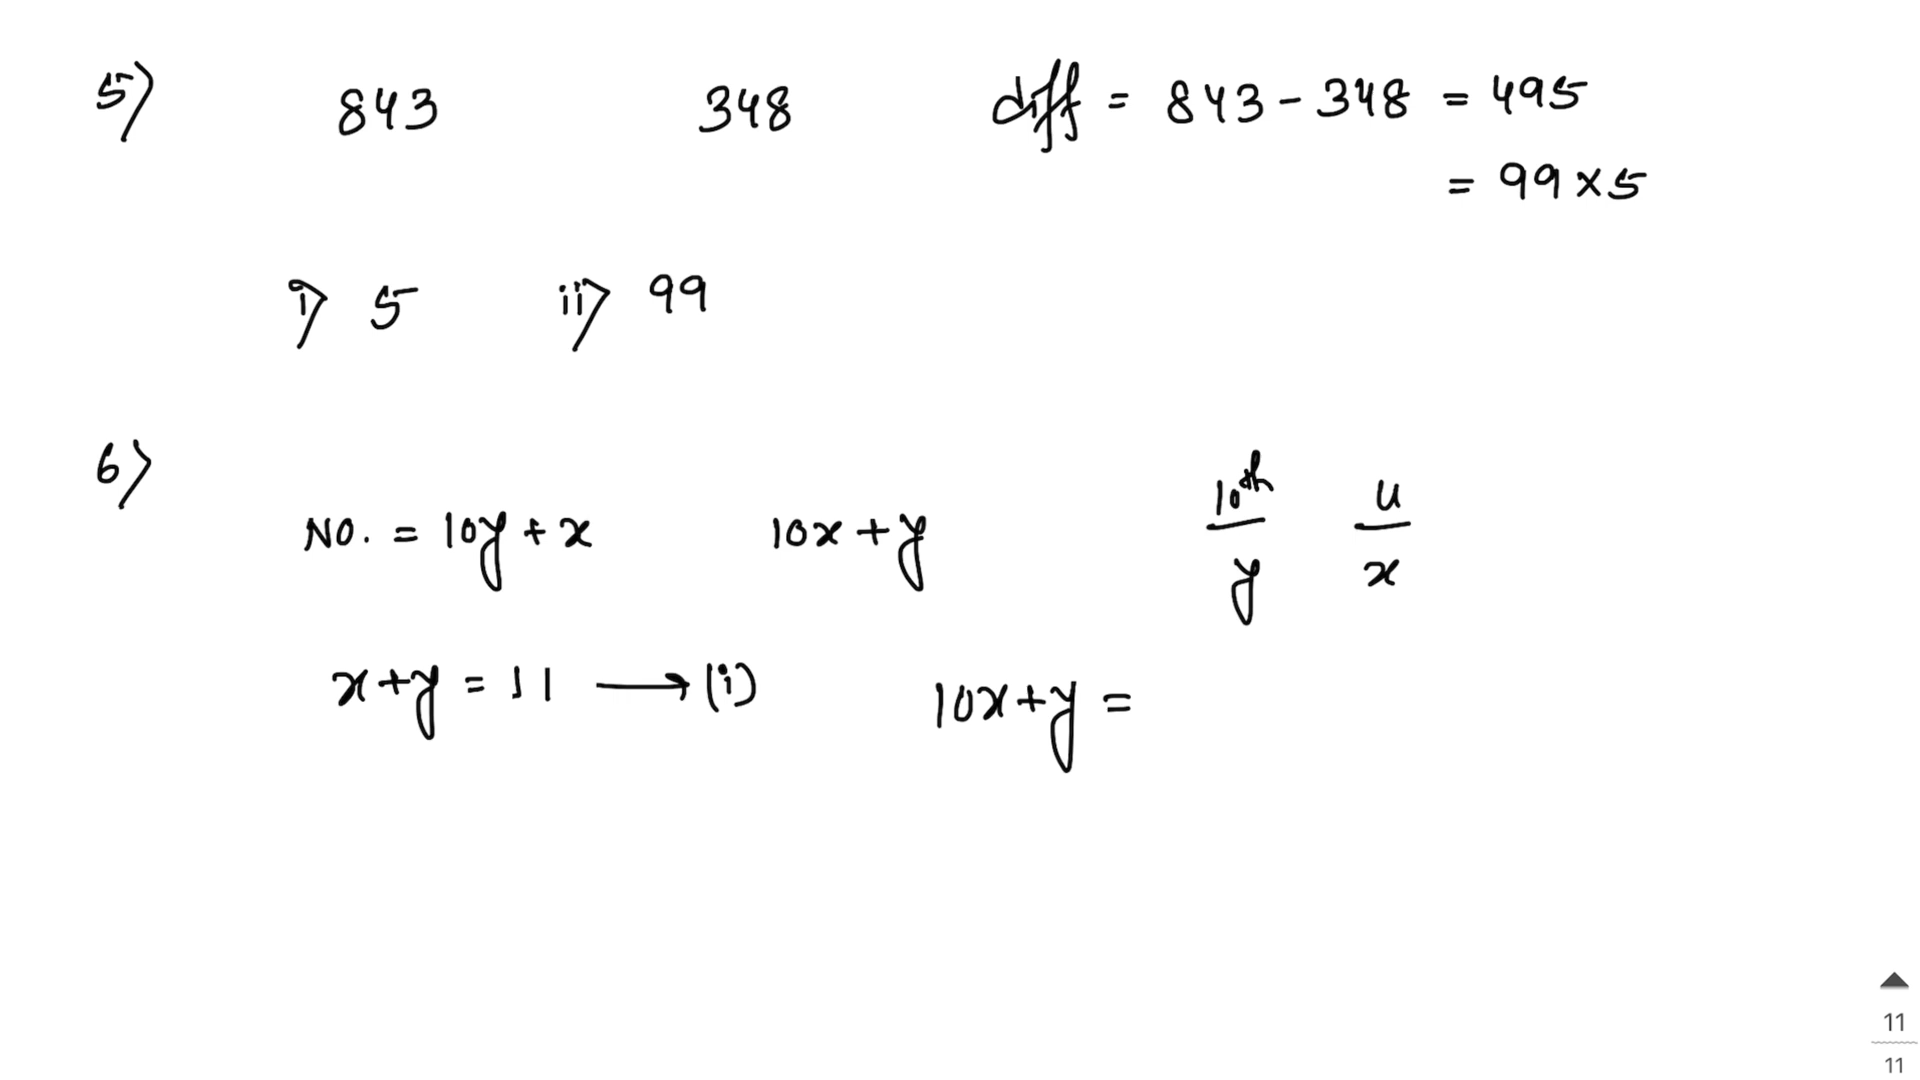 5) 843 348 diff = 843 - 348 = 495
= 99 x 5
i) 5 ii) 99
6)
10th u
NO. = 10y + x 10x + y
y x
x + y = 11 ⟶ (i) 10x + y =
11
11